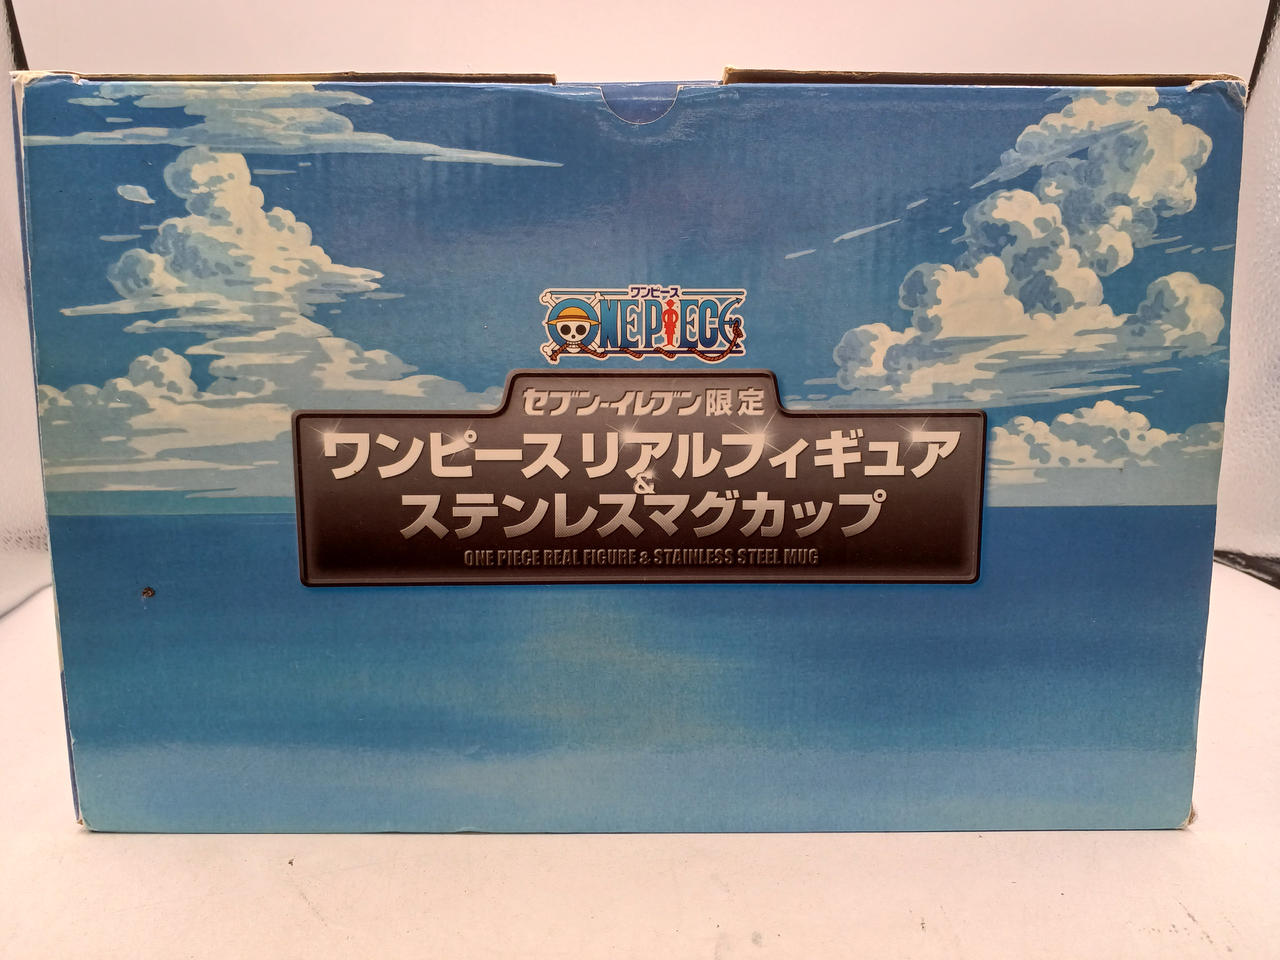 ワンピース
ONE PIECE
セブン-イレブン限定
ワンピース リアルフィギュア
&
ステンレスマグカップ
ONE PIECE REAL FIGURE & STAINLESS STEEL MUG